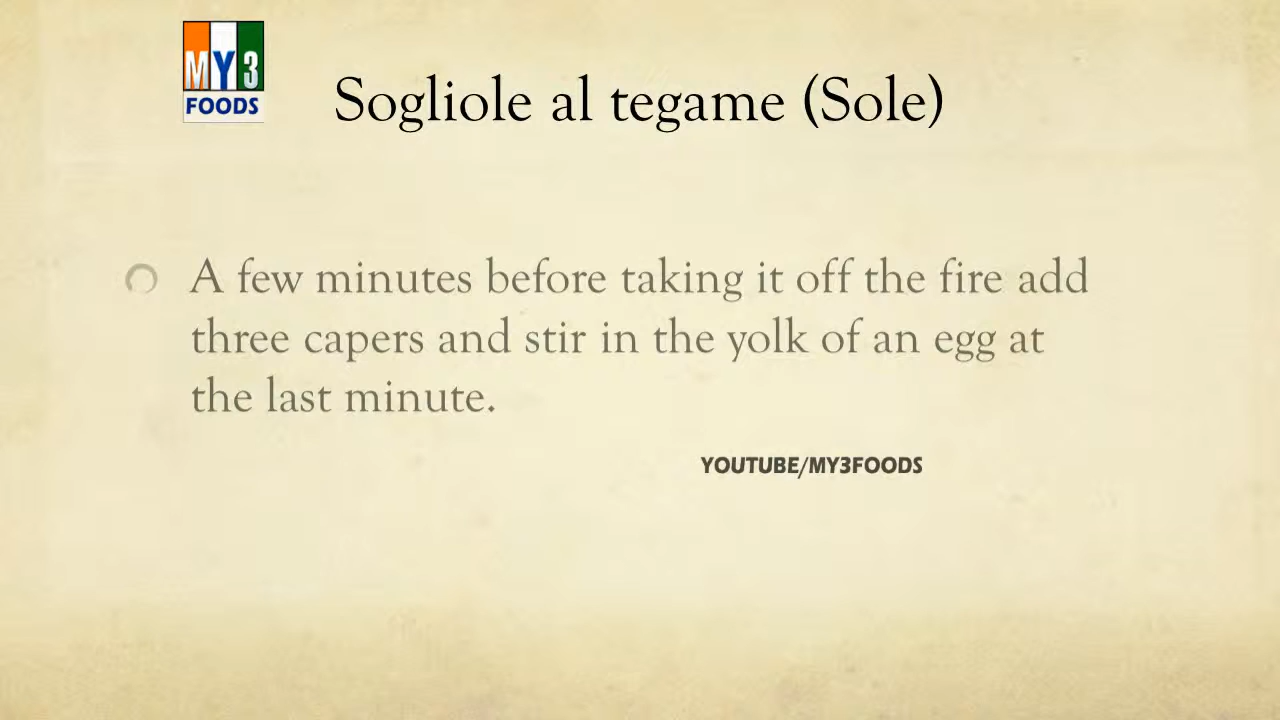 MY3
FOODS
Sogliole al tegame (Sole)
A few minutes before taking it off the fire add
three capers and stir in the yolk of an egg at
the last minute.
YOUTUBE/MY3FOODS